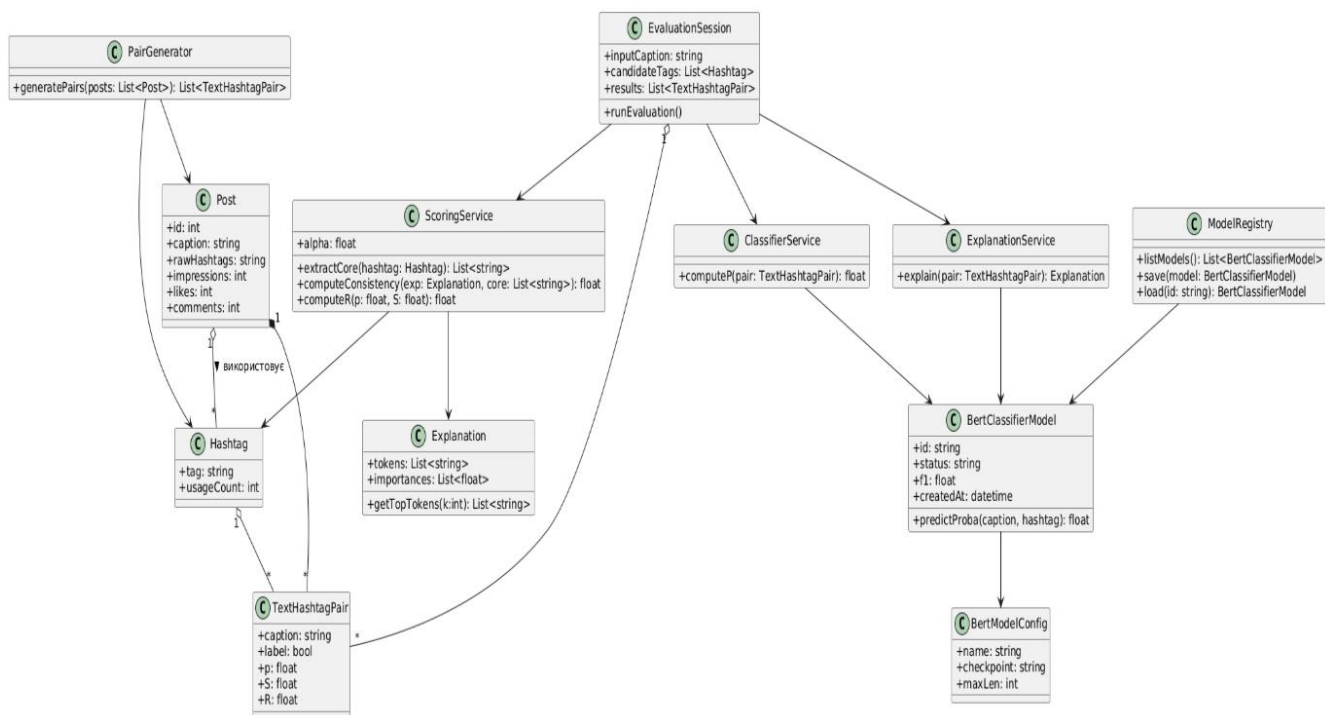 C PairGenerator
+generatePairs(posts: List<Post>): List<TextHashtagPair>
C EvaluationSession
+inputCaption: string
+candidateTags: List<Hashtag>
+results: List<TextHashtagPair>
+runEvaluation()
1
C Post
+id: int
+caption: string
+rawHashtags: string
+impressions: int
+likes: int
+comments: int
1
1
C ScoringService
+alpha: float
+extractCore(hashtag: Hashtag): List<string>
+computeConsistency(exp: Explanation, core: List<string>): float
+computeR(p: float, S: float): float
C ClassifierService
+computeP(pair: TextHashtagPair): float
C ExplanationService
+explain(pair: TextHashtagPair): Explanation
C ModelRegistry
+listModels(): List<BertClassifierModel>
+save(model: BertClassifierModel)
+load(id: string): BertClassifierModel
використовує
*
C Hashtag
+tag: string
+usageCount: int
1
C Explanation
+tokens: List<string>
+importances: List<float>
+getTopTokens(k:int): List<string>
C BertClassifierModel
+id: string
+status: string
+f1: float
+createdAt: datetime
+predictProba(caption, hashtag): float
*
*
*
C TextHashtagPair
+caption: string
+label: bool
+p: float
+S: float
+R: float
C BertModelConfig
+name: string
+checkpoint: string
+maxLen: int